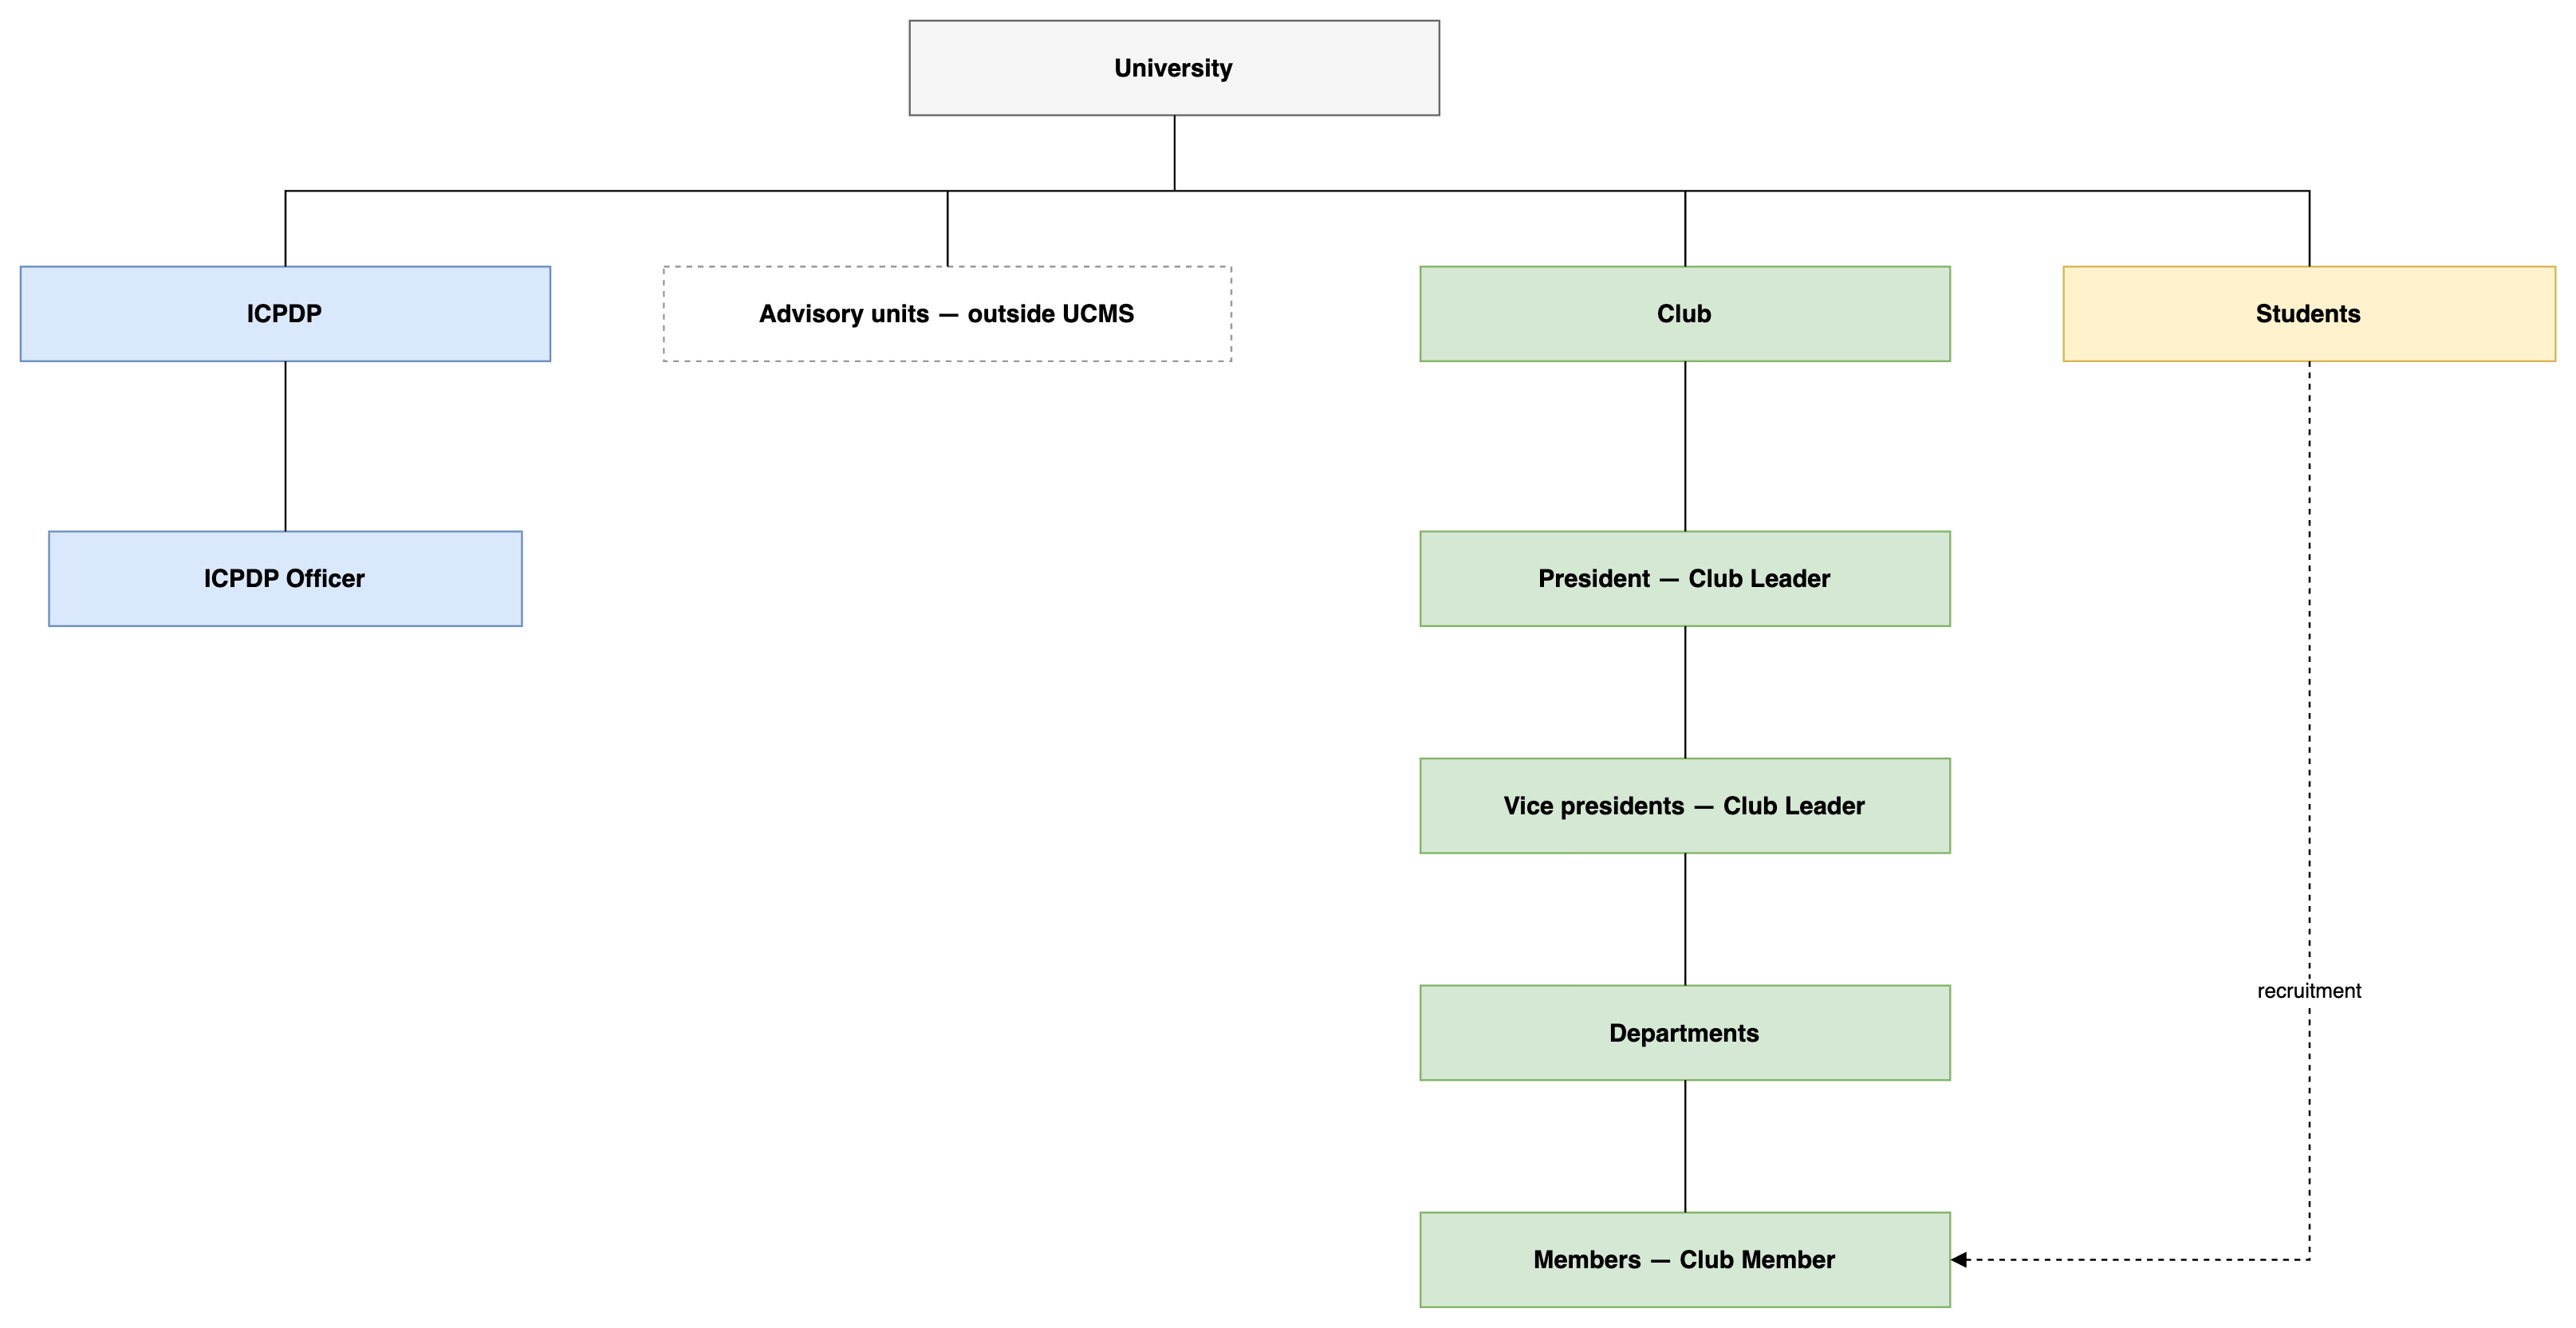 University
ICPDP
Advisory units — outside UCMS
Club
Students
ICPDP Officer
President — Club Leader
Vice presidents — Club Leader
recruitment
Departments
Members — Club Member